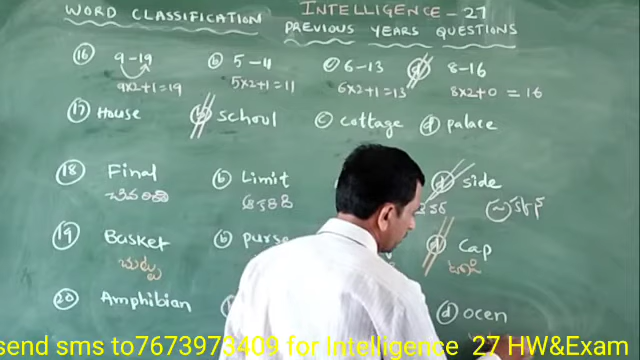 WORD CLASSIFICATION INTELLIGENCE - 27
PREVIOUS YEARS QUESTIONS
(16) 9-19 (b) 5-4 (c) 6-13 (d) 8-16
9x2+1=19 5x2+1=11 6x2+1=13 8x2+0=16
(17) House (b) School (c) Cottage (d) palace
(18) Final (b) Limit (d) side
చివరి
(19) Basket (b) purse (d) Cap
బుట్ట
(20) Amphibian (d) ocen
send sms to7673973409 for Intelligence 27 HW&Exam